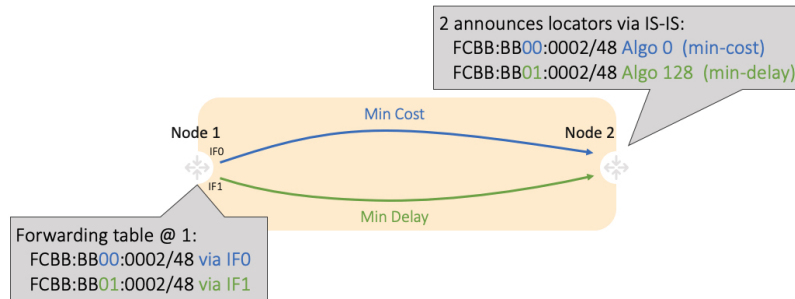 2 announces locators via IS-IS:
FCBB:BB00:0002/48 Algo 0 (min-cost)
FCBB:BB01:0002/48 Algo 128 (min-delay)
Min Cost
Node 1
Node 2
IF0
IF1
Min Delay
Forwarding table @ 1:
FCBB:BB00:0002/48 via IF0
FCBB:BB01:0002/48 via IF1